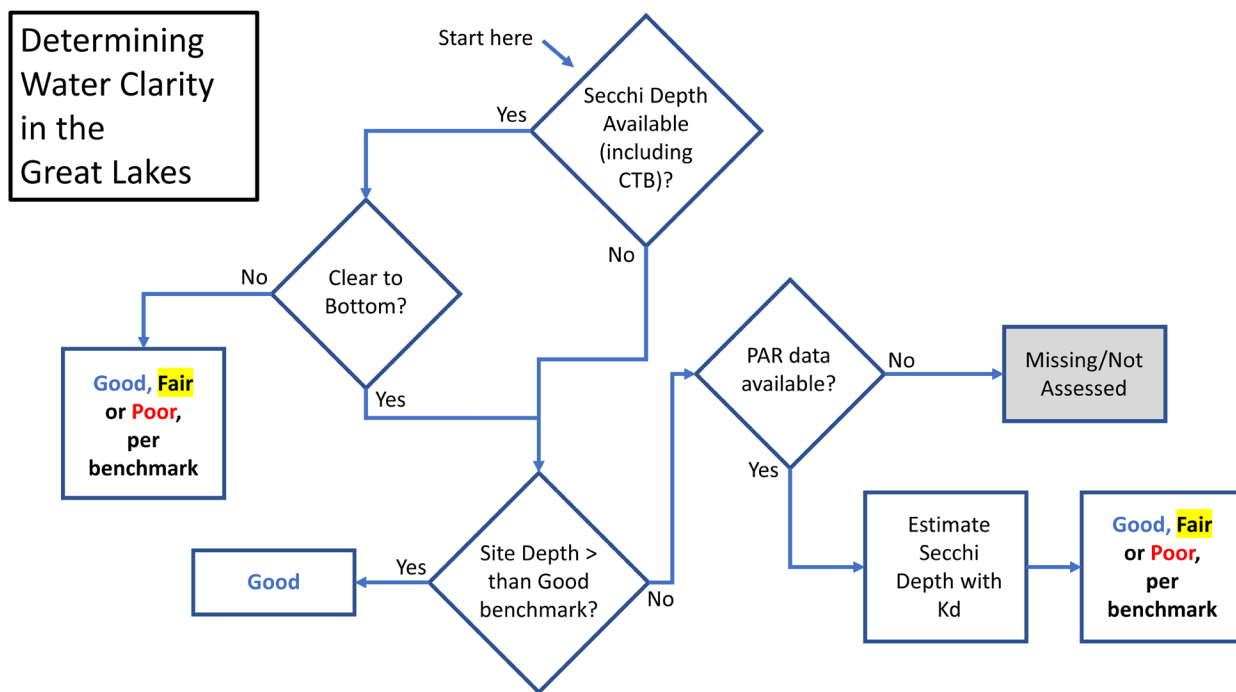 Determining
Water Clarity
in the
Great Lakes
Start here
Secchi Depth
Available
(including
CTB)?
Yes
No
Clear to
Bottom?
No
Yes
Good, Fair
or Poor,
per
benchmark
Site Depth >
than Good
benchmark?
Yes
No
Good
PAR data
available?
No
Yes
Missing/Not
Assessed
Estimate
Secchi
Depth with
Kd
Good, Fair
or Poor,
per
benchmark